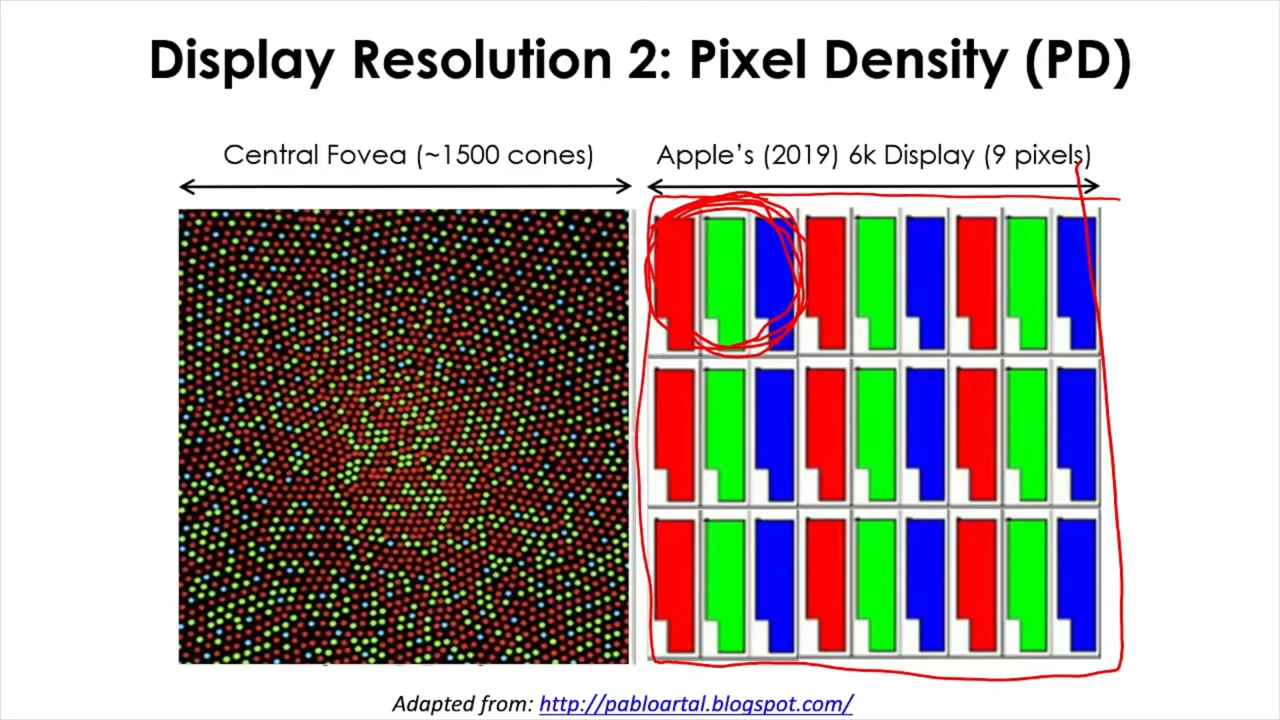 Display Resolution 2: Pixel Density (PD)
Central Fovea (~1500 cones)
Apple's (2019) 6k Display (9 pixels)
Adapted from: http://pabloartal.blogspot.com/